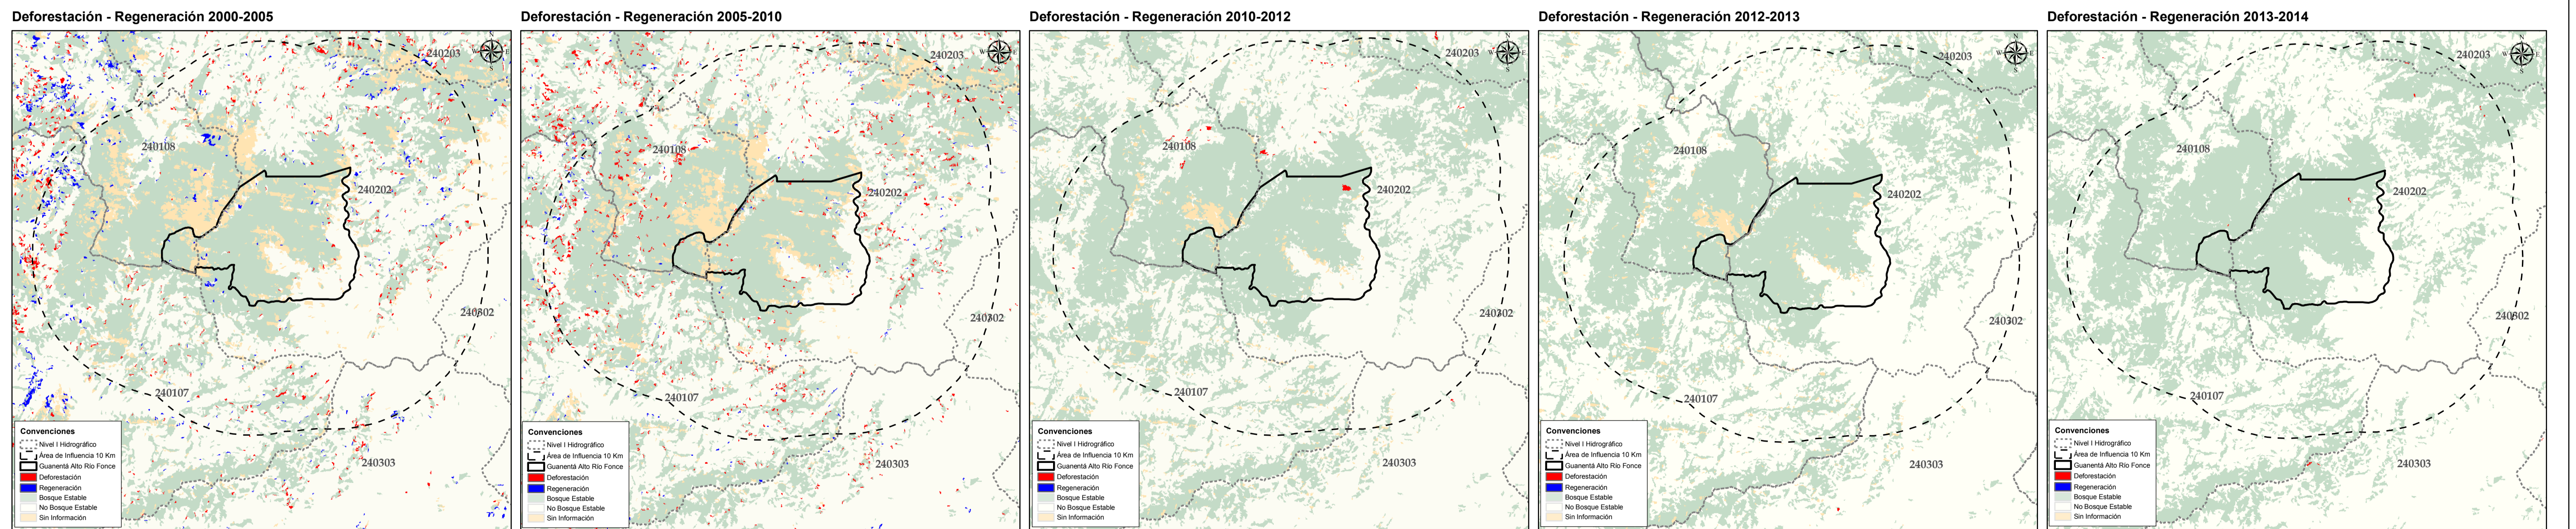 Deforestación - Regeneración 2000-2005
N
W E
S
240203
240108
240202
240302
240107
240303
Convenciones
Nivel I Hidrográfico
Área de Influencia 10 Km
Guanentá Alto Río Fonce
Deforestación
Regeneración
Bosque Estable
No Bosque Estable
Sin Información
Deforestación - Regeneración 2005-2010
N
W E
S
240203
240108
240202
240302
240107
240303
Convenciones
Nivel I Hidrográfico
Área de Influencia 10 Km
Guanentá Alto Río Fonce
Deforestación
Regeneración
Bosque Estable
No Bosque Estable
Sin Información
Deforestación - Regeneración 2010-2012
N
W E
S
240203
240108
240202
240302
240107
240303
Convenciones
Nivel I Hidrográfico
Área de Influencia 10 Km
Guanentá Alto Río Fonce
Deforestación
Regeneración
Bosque Estable
No Bosque Estable
Sin Información
Deforestación - Regeneración 2012-2013
N
W E
S
240203
240108
240202
240302
240107
240303
Convenciones
Nivel I Hidrográfico
Área de Influencia 10 Km
Guanentá Alto Río Fonce
Deforestación
Regeneración
Bosque Estable
No Bosque Estable
Sin Información
Deforestación - Regeneración 2013-2014
N
W E
S
240203
240108
240202
240302
240107
240303
Convenciones
Nivel I Hidrográfico
Área de Influencia 10 Km
Guanentá Alto Río Fonce
Deforestación
Regeneración
Bosque Estable
No Bosque Estable
Sin Información